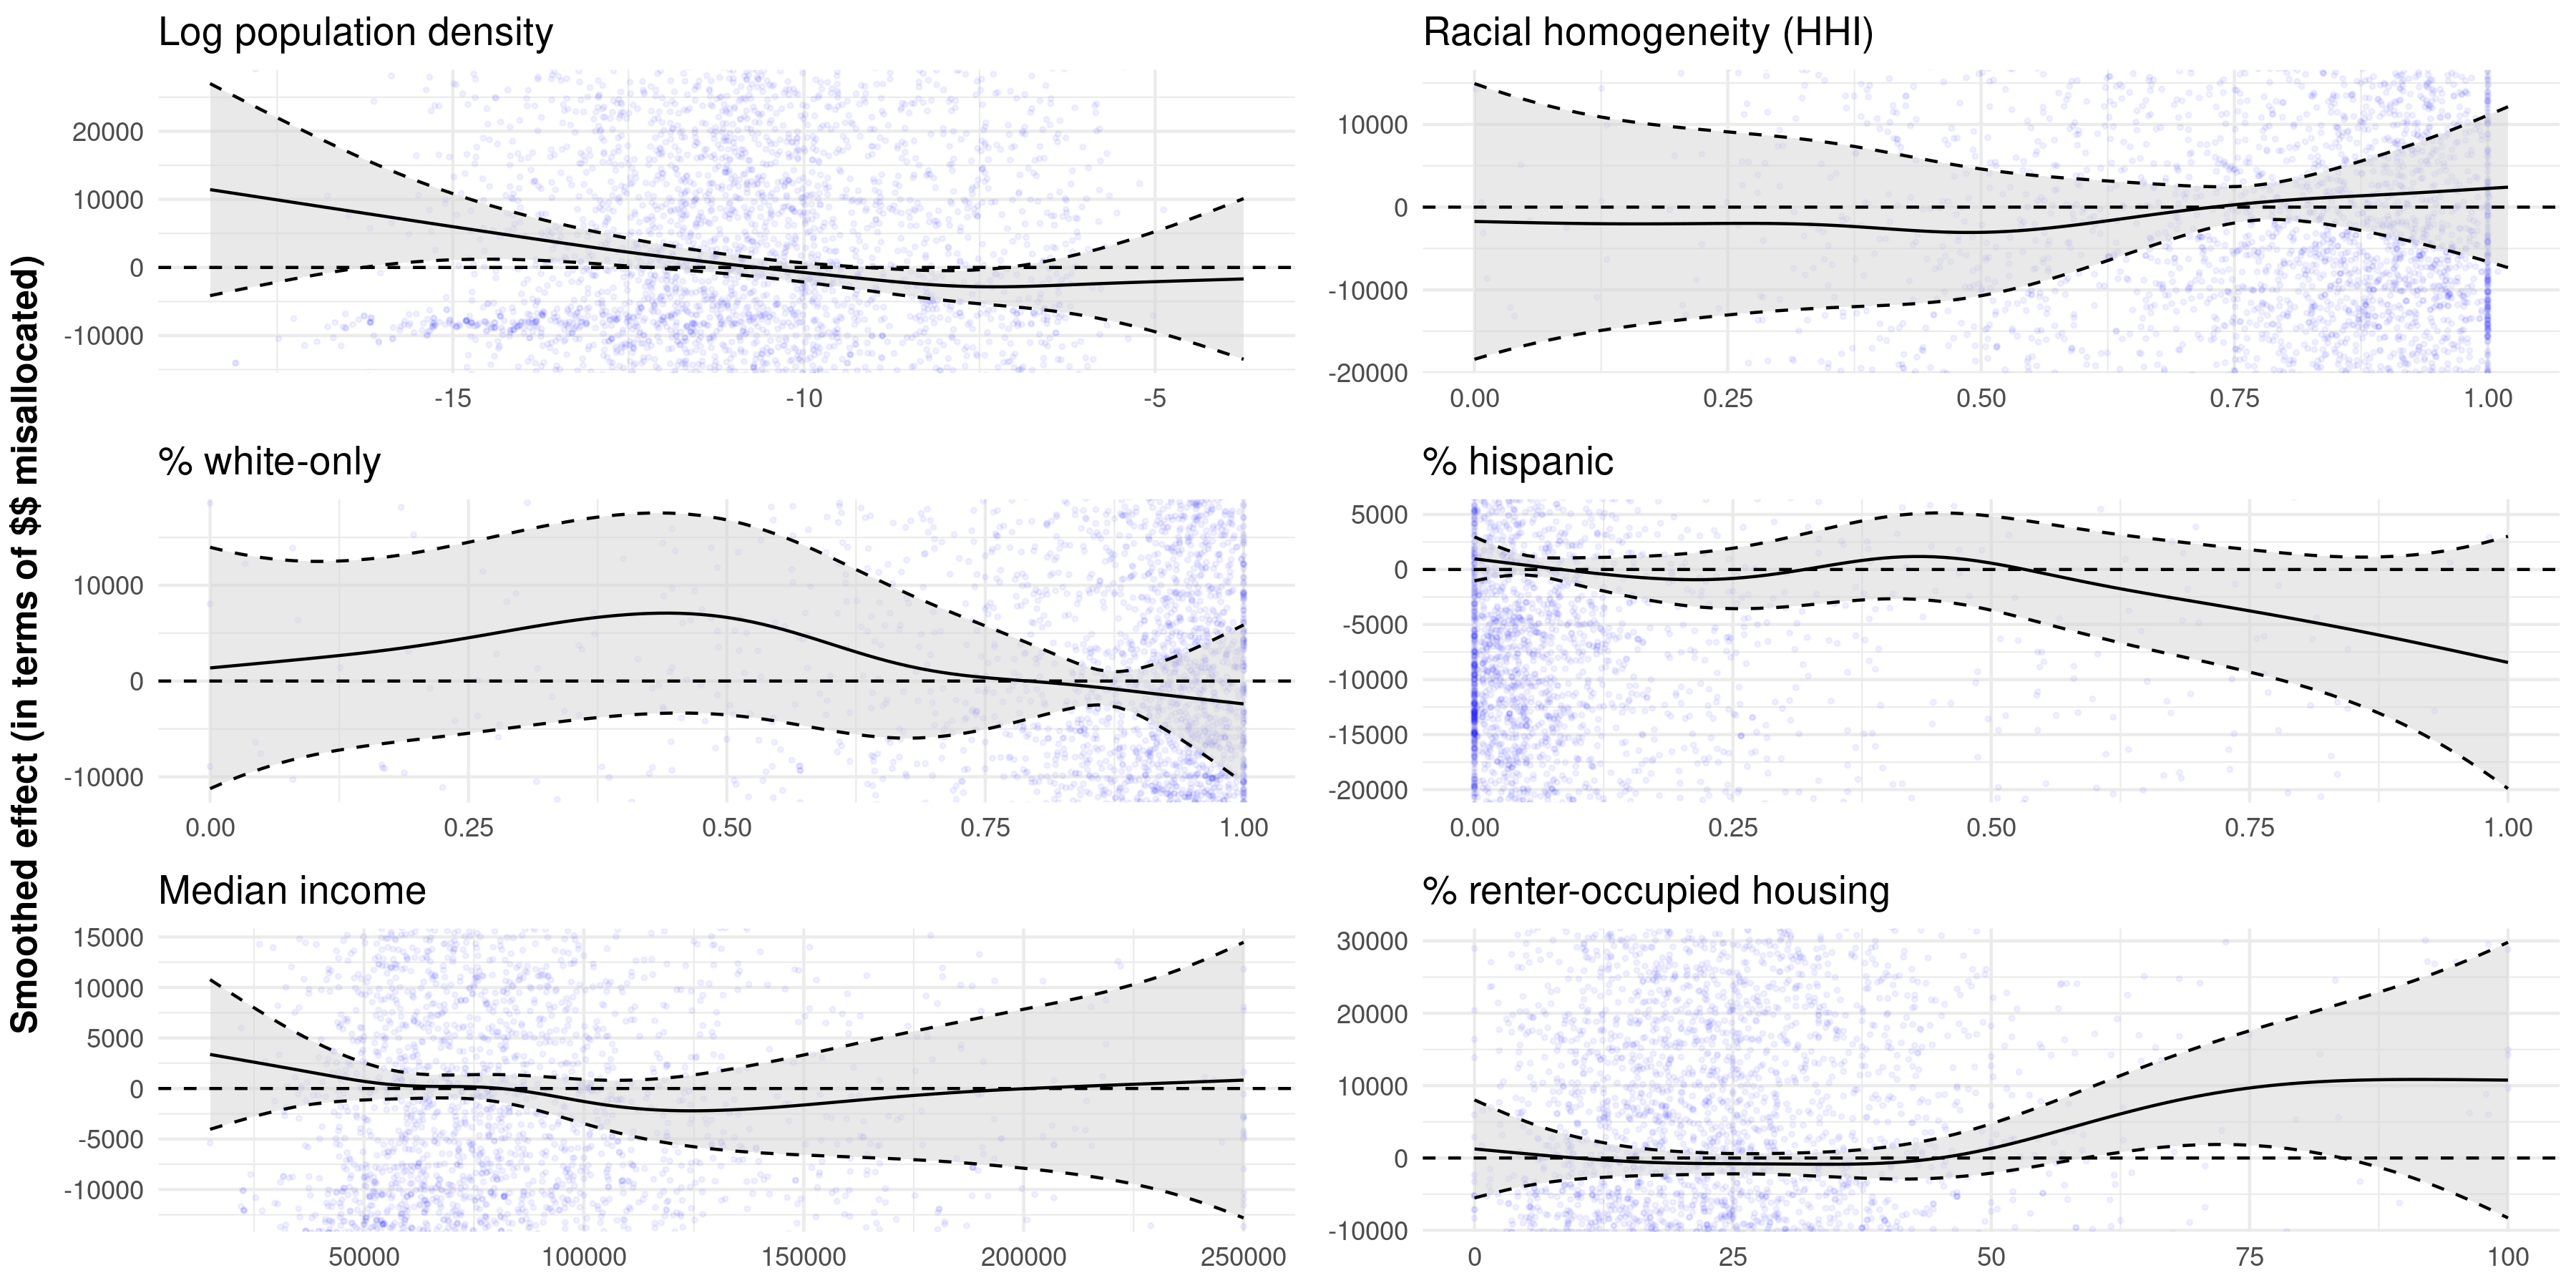 Smoothed effect (in terms of $$ misallocated)
Log population density
20000
10000
0
-10000
-15 -10 -5
Racial homogeneity (HHI)
10000
0
-10000
-20000
0.00 0.25 0.50 0.75 1.00
% white-only
10000
0
-10000
0.00 0.25 0.50 0.75 1.00
% hispanic
5000
0
-5000
-10000
-15000
-20000
0.00 0.25 0.50 0.75 1.00
Median income
15000
10000
5000
0
-5000
-10000
50000 100000 150000 200000 250000
% renter-occupied housing
30000
20000
10000
0
-10000
0 25 50 75 100